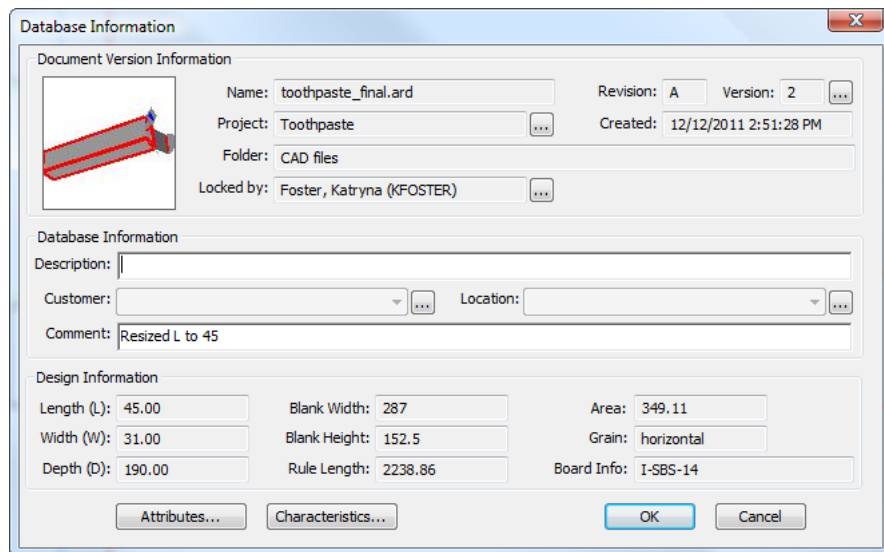 Database Information
Document Version Information
Name: toothpaste_final.ard Revision: A Version: 2 ...
Project: Toothpaste ... Created: 12/12/2011 2:51:28 PM
Folder: CAD files
Locked by: Foster, Katryna (KFOSTER) ...
Database Information
Description:
Customer: ... Location: ...
Comment: Resized L to 45
Design Information
Length (L): 45.00 Blank Width: 287 Area: 349.11
Width (W): 31.00 Blank Height: 152.5 Grain: horizontal
Depth (D): 190.00 Rule Length: 2238.86 Board Info: I-SBS-14
Attributes... Characteristics... OK Cancel